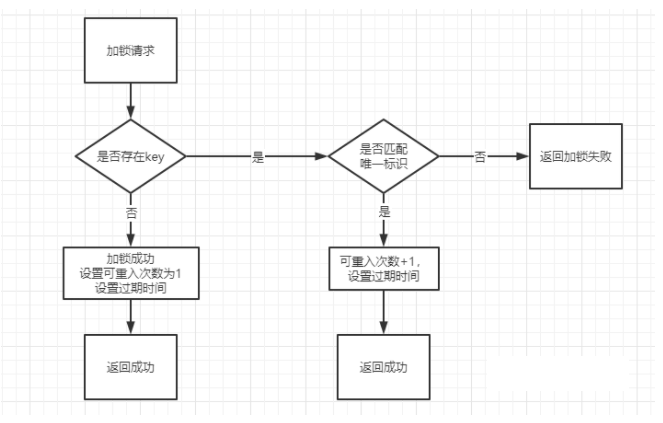 加锁请求
是否存在key
是
是否匹配
唯一标识
否
返回加锁失败
否
是
加锁成功
设置可重入次数为1
设置过期时间
可重入次数+1，
设置过期时间
返回成功
返回成功